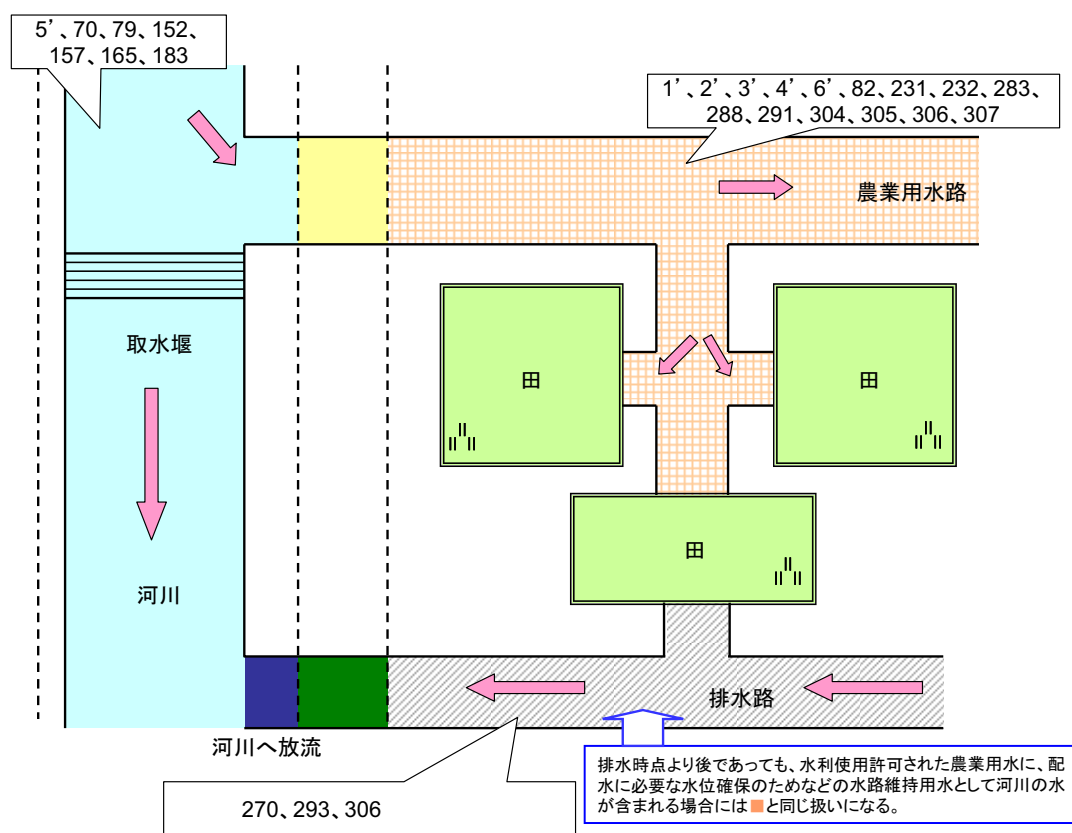 5’、70、79、152、
157、165、183
1’、2’、3’、4’、6’、82、231、232、283、
288、291、304、305、306、307
農業用水路
取水堰
田
田
田
河川
排水路
河川へ放流
270、293、306
排水時点より後であっても、水利使用許可された農業用水に、配
水に必要な水位確保のためなどの水路維持用水として河川の水
が含まれる場合には■と同じ扱いになる。